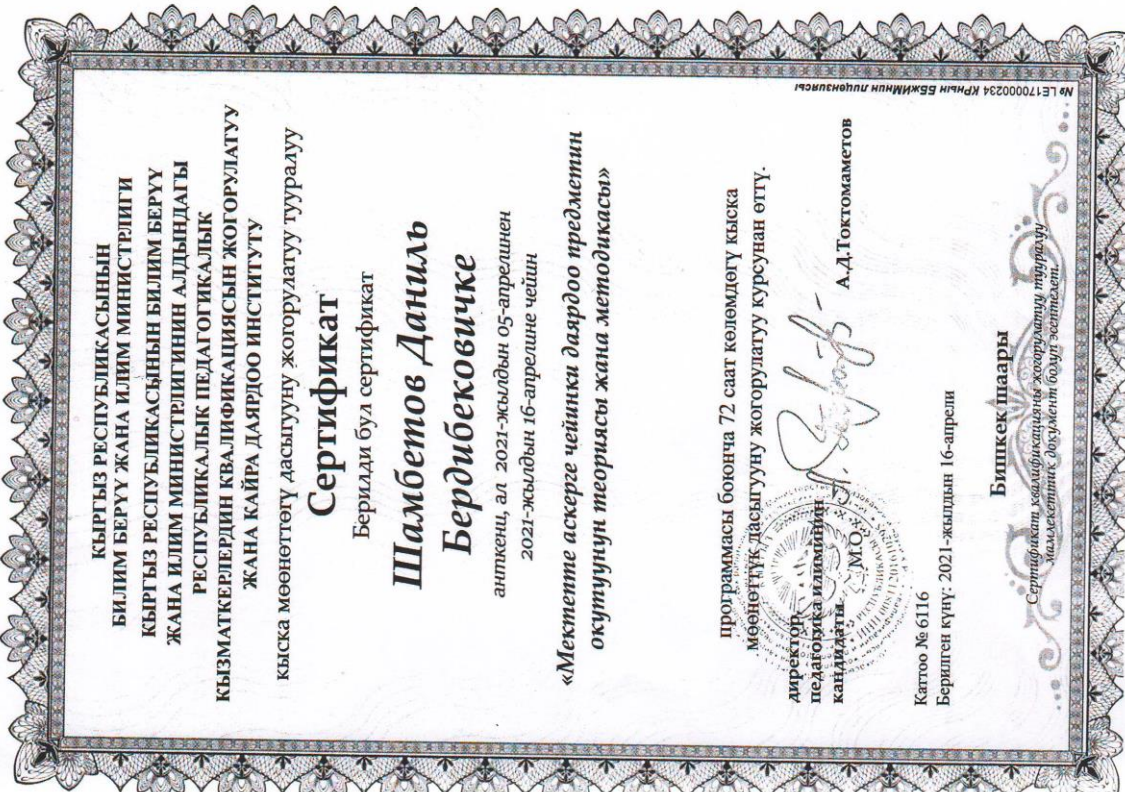 КЫРГЫЗ РЕСПУБЛИКАСЫНЫН
БИЛИМ БЕРҮҮ ЖАНА ИЛИМ МИНИСТРЛИГИ
КЫРГЫЗ РЕСПУБЛИКАСЫНЫН БИЛИМ БЕРҮҮ
ЖАНА ИЛИМ МИНИСТРЛИГИНИН АЛДЫНДАГЫ
РЕСПУБЛИКАЛЫК ПЕДАГОГИКАЛЫК
КЫЗМАТКЕРЛЕРДИН КВАЛИФИКАЦИЯСЫН ЖОГОРУЛАТУУ
ЖАНА КАЙРА ДАЯРДОО ИНСТИТУТУ
кыска мөөнөттөгү дасыгууну жогорулатуу тууралуу
Сертификат
Берилди бул сертификат
Шамбетов Даниль
Бердибековичке
анткени, ал 2021-жылдын 05-апрелинен
2021-жылдын 16-апрелине чейин
«Мектепте аскерге чейинки даярдоо предметин
окутуунун теориясы жана методикасы»
программасы боюнча 72 саат көлөмдөгү кыска
мөөнөттүк дасыгууну жогорулатуу курсунан өттү.
директор,
педагогика илиминин
кандидаты
М.О.
А.Д.Токтомаметов
Каттоо № 6116
Берилген күнү: 2021-жылдын 16-апрели
Бишкек шаары
Сертификат квалификацияны жогорулатуу тууралуу
мамлекеттик документ болуп эсептелет.
№ LE170000234 КРнын ББжИМнин лицензиясы